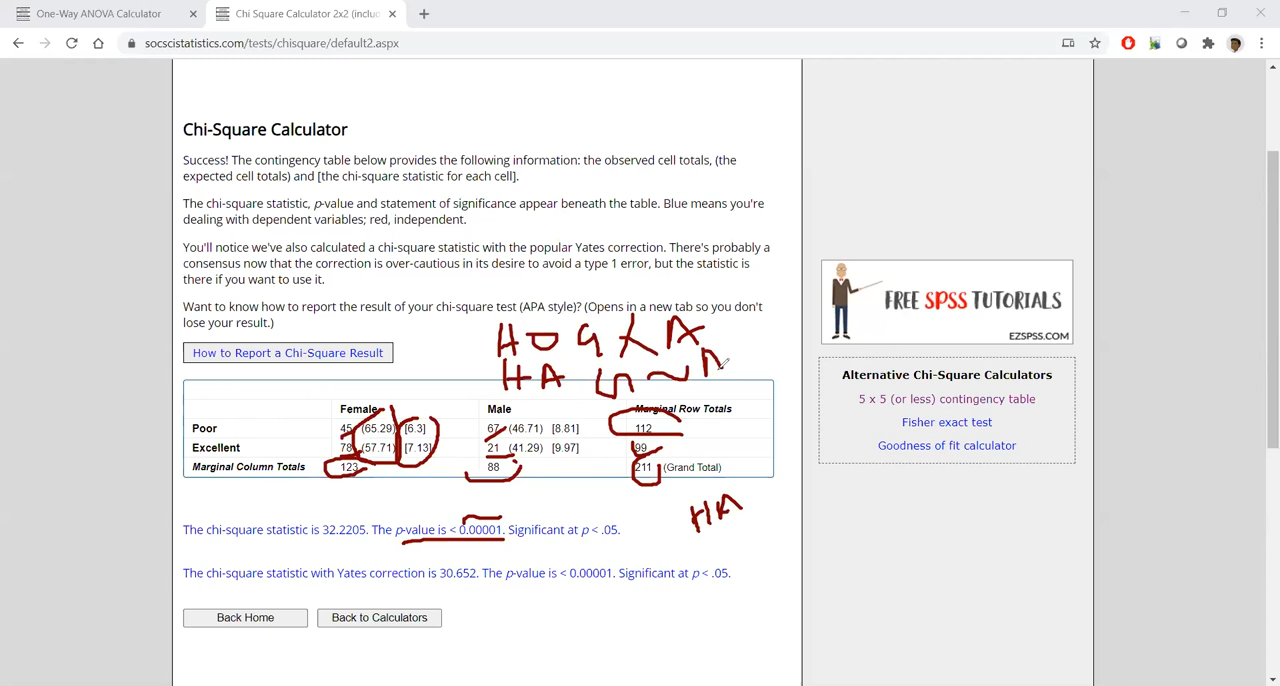 One-Way ANOVA Calculator
Chi Square Calculator 2x2 (inclu
socscistatistics.com/tests/chisquare/default2.aspx
Chi-Square Calculator
Success! The contingency table below provides the following information: the observed cell totals, (the
expected cell totals) and [the chi-square statistic for each cell].
The chi-square statistic, p-value and statement of significance appear beneath the table. Blue means you're
dealing with dependent variables; red, independent.
You'll notice we've also calculated a chi-square statistic with the popular Yates correction. There's probably a
consensus now that the correction is over-cautious in its desire to avoid a type 1 error, but the statistic is
there if you want to use it.
Want to know how to report the result of your chi-square test (APA style)? (Opens in a new tab so you don't
lose your result.)
How to Report a Chi-Square Result
HA
Female Male Marginal Row Totals
Poor 45 (65.29) [6.3] 67 (46.71) [8.81] 112
Excellent 78 (57.71) [7.13] 21 (41.29) [9.97] 99
Marginal Column Totals 123 88 211 (Grand Total)
HA
The chi-square statistic is 32.2205. The p-value is < 0.00001. Significant at p < .05.
The chi-square statistic with Yates correction is 30.652. The p-value is < 0.00001. Significant at p < .05.
Back Home
Back to Calculators
FREE SPSS TUTORIALS
EZSPSS.COM
Alternative Chi-Square Calculators
5 x 5 (or less) contingency table
Fisher exact test
Goodness of fit calculator